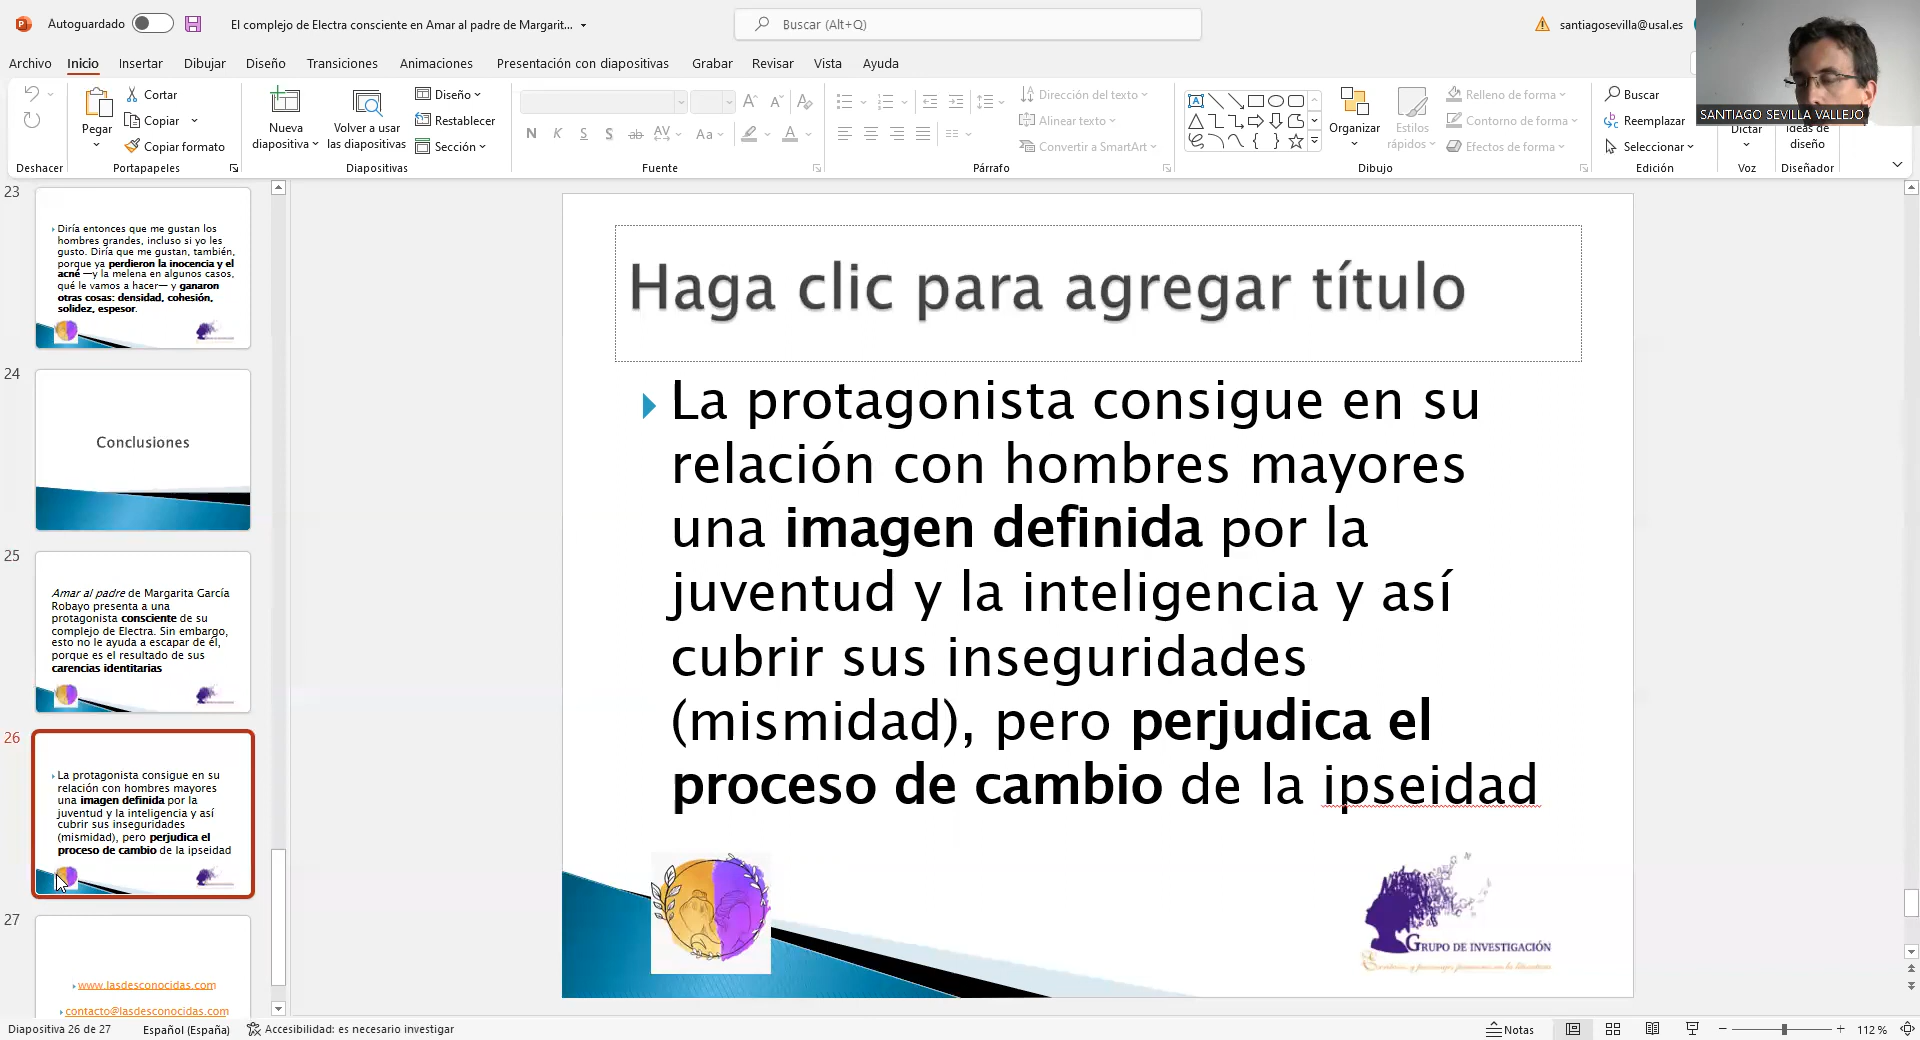 Autoguardado
El complejo de Electra consciente en Amar al padre de Margarit...
Buscar (Alt+Q)
santiagosevilla@usal.es
Archivo Inicio Insertar Dibujar Diseño Transiciones Animaciones Presentación con diapositivas Grabar Revisar Vista Ayuda
SANTIAGO SEVILLA VALLEJO
Pegar
Cortar
Copiar
Copiar formato
Nueva
diapositiva
Volver a usar
las diapositivas
Diseño
Restablecer
Sección
N K S S ab AV Aa A
Dirección del texto
Alinear texto
Convertir a SmartArt
Organizar
Estilos
rápidos
Relleno de forma
Contorno de forma
Efectos de forma
Buscar
Reemplazar
Seleccionar
Dictar
Ideas de
diseño
Deshacer Portapapeles Diapositivas Fuente Párrafo Dibujo Edición Voz Diseñador
23
Diría entonces que me gustan los
hombres grandes, incluso si yo les
gusto. Diría que me gustan, también,
porque ya perdieron la inocencia y el
acné —y la melena en algunos casos,
qué le vamos a hacer— y ganaron
otras cosas: densidad, cohesión,
solidez, espesor.
24
Conclusiones
25
Amar al padre de Margarita García
Robayo presenta a una
protagonista consciente de su
complejo de Electra. Sin embargo,
esto no le ayuda a escapar de él,
porque es el resultado de sus
carencias identitarias
26
La protagonista consigue en su
relación con hombres mayores
una imagen definida por la
juventud y la inteligencia y así
cubrir sus inseguridades
(mismidad), pero perjudica el
proceso de cambio de la ipseidad
27
www.lasdesconocidas.com
contacto@lasdesconocidas.com
Haga clic para agregar título
La protagonista consigue en su
relación con hombres mayores
una imagen definida por la
juventud y la inteligencia y así
cubrir sus inseguridades
(mismidad), pero perjudica el
proceso de cambio de la ipseidad
GRUPO DE INVESTIGACIÓN
Diapositiva 26 de 27
Español (España)
Accesibilidad: es necesario investigar
Notas
112 %